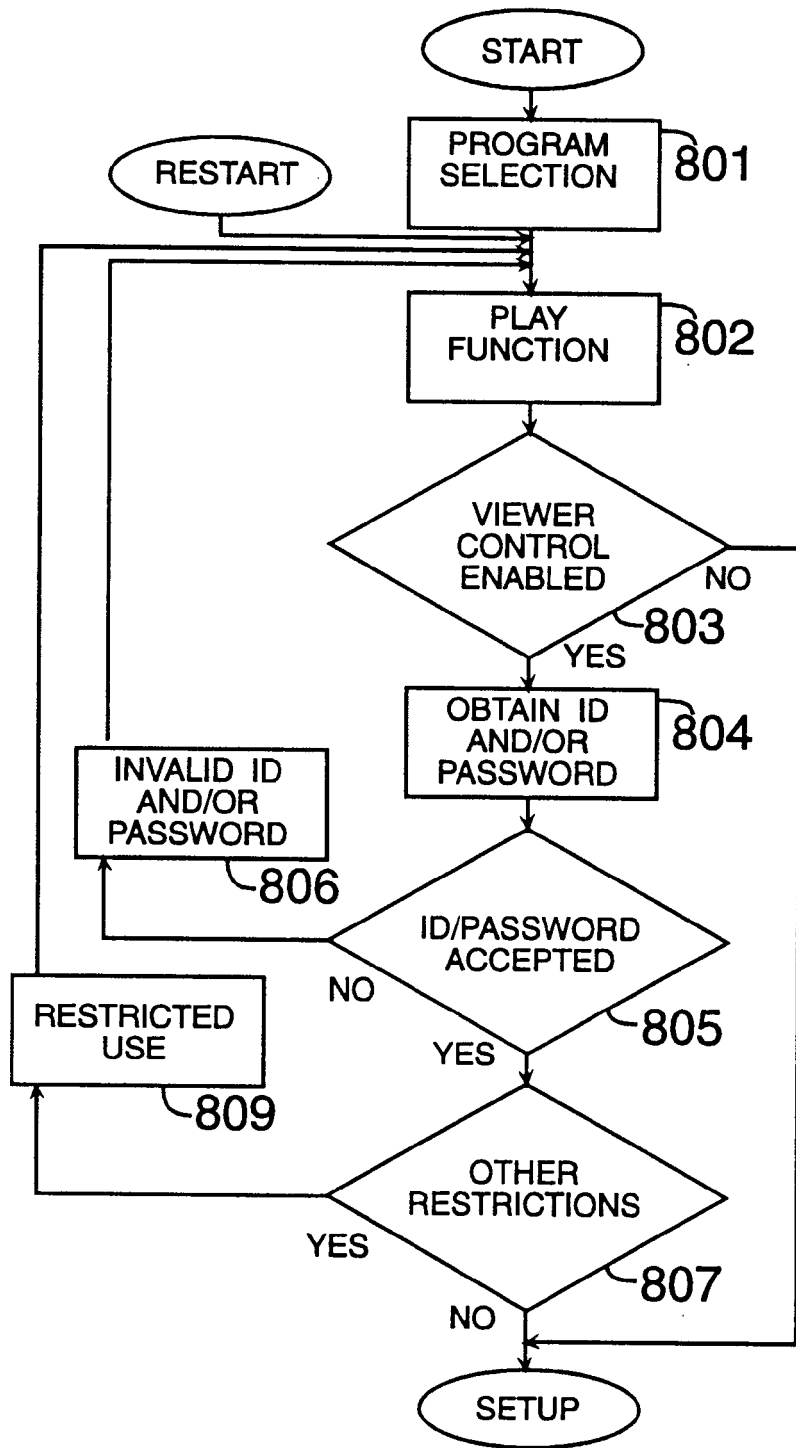 START
PROGRAM
SELECTION
801
RESTART
PLAY
FUNCTION
802
VIEWER
CONTROL
ENABLED
NO
803
YES
OBTAIN ID
AND/OR
PASSWORD
804
INVALID ID
AND/OR
PASSWORD
806
ID/PASSWORD
ACCEPTED
NO
805
YES
RESTRICTED
USE
809
OTHER
RESTRICTIONS
YES
807
NO
SETUP